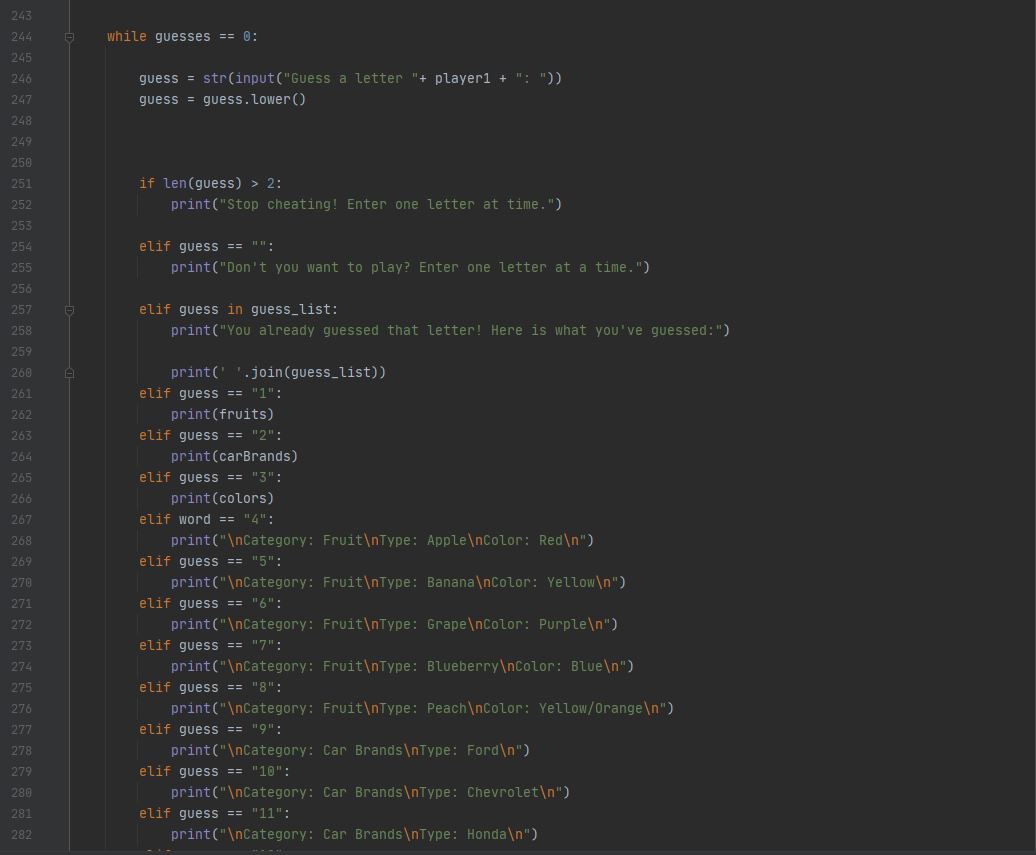 243
244 while guesses == 0:
245
246 guess = str(input("Guess a letter "+ player1 + ": "))
247 guess = guess.lower()
248
249
250
251 if len(guess) > 2:
252 print("Stop cheating! Enter one letter at time.")
253
254 elif guess == "":
255 print("Don't you want to play? Enter one letter at a time.")
256
257 elif guess in guess_list:
258 print("You already guessed that letter! Here is what you've guessed:")
259
260 print(' '.join(guess_list))
261 elif guess == "1":
262 print(fruits)
263 elif guess == "2":
264 print(carBrands)
265 elif guess == "3":
266 print(colors)
267 elif word == "4":
268 print("\nCategory: Fruit\nType: Apple\nColor: Red\n")
269 elif guess == "5":
270 print("\nCategory: Fruit\nType: Banana\nColor: Yellow\n")
271 elif guess == "6":
272 print("\nCategory: Fruit\nType: Grape\nColor: Purple\n")
273 elif guess == "7":
274 print("\nCategory: Fruit\nType: Blueberry\nColor: Blue\n")
275 elif guess == "8":
276 print("\nCategory: Fruit\nType: Peach\nColor: Yellow/Orange\n")
277 elif guess == "9":
278 print("\nCategory: Car Brands\nType: Ford\n")
279 elif guess == "10":
280 print("\nCategory: Car Brands\nType: Chevrolet\n")
281 elif guess == "11":
282 print("\nCategory: Car Brands\nType: Honda\n")